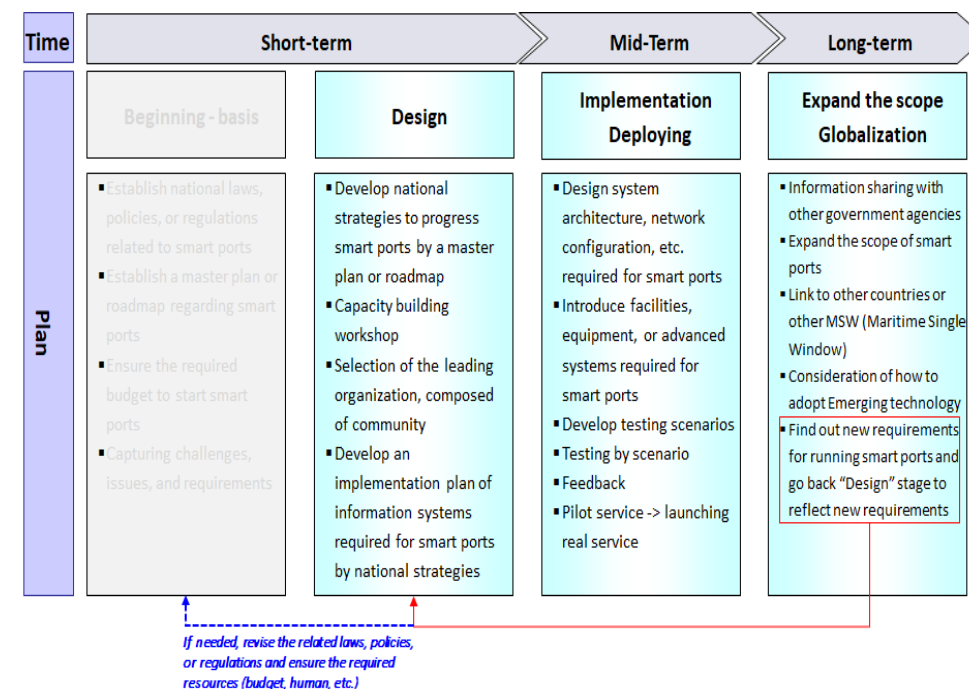 Time
Short-term
Mid-Term
Long-term
Plan
Beginning - basis
▪Establish national laws,
policies, or regulations
related to smart ports
▪Establish a master plan or
roadmap regarding smart
ports
▪Ensure the required
budget to start smart
ports
▪Capturing challenges,
issues, and requirements
Design
▪Develop national
strategies to progress
smart ports by a master
plan or roadmap
▪Capacity building
workshop
▪Selection of the leading
organization, composed
of community
▪Develop an
implementation plan of
information systems
required for smart ports
by national strategies
Implementation
Deploying
▪Design system
architecture, network
configuration, etc.
required for smart ports
▪Introduce facilities,
equipment, or advanced
systems required for
smart ports
▪Develop testing scenarios
▪Testing by scenario
▪Feedback
▪Pilot service -> launching
real service
Expand the scope
Globalization
▪Information sharing with
other government agencies
▪Expand the scope of smart
ports
▪Link to other countries or
other MSW (Maritime Single
Window)
▪Consideration of how to
adopt Emerging technology
▪Find out new requirements
for running smart ports and
go back “Design” stage to
reflect new requirements
If needed, revise the related laws, policies,
or regulations and ensure the required
resources (budget, human, etc.)